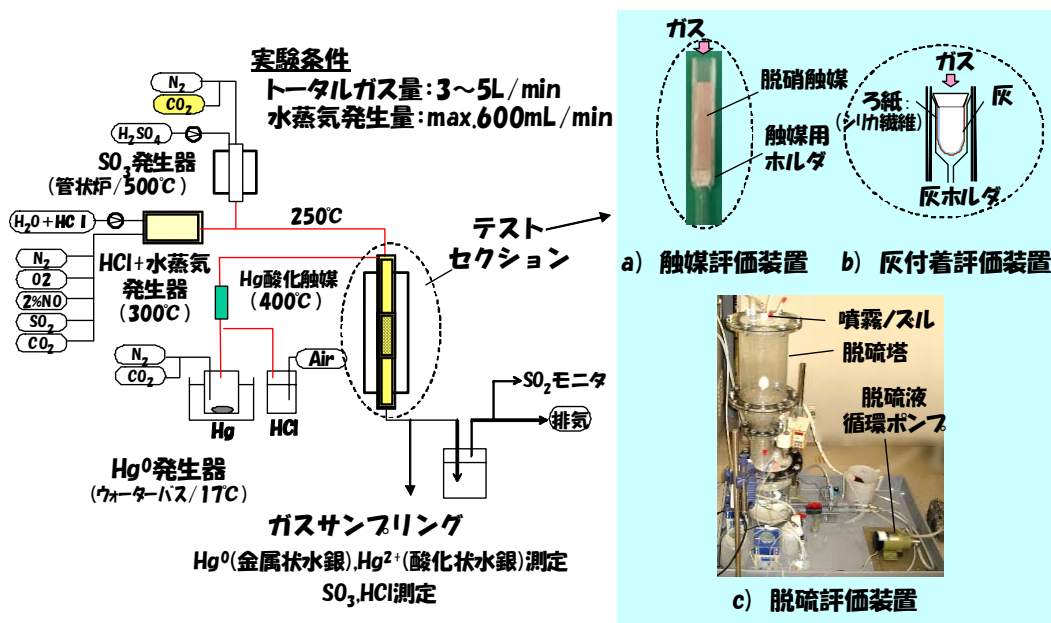 実験条件
トータルガス量:3～5L/min
水蒸気発生量:max.600mL/min
N₂
CO₂
H₂SO₄
SO₃発生器
(管状炉/500℃)
H₂O+HCl
250℃
N₂
O2
2%NO
SO₂
CO₂
HCl+水蒸気
発生器
(300℃)
Hg酸化触媒
(400℃)
テスト
セクション
N₂
CO₂
Air
Hg
HCl
Hg⁰発生器
(ウォーターバス/17℃)
SO₂モニタ
排気
ガスサンプリング
Hg⁰(金属状水銀),Hg²⁺(酸化状水銀)測定
SO₃,HCl測定
ガス
脱硝触媒
触媒用
ホルダ
a) 触媒評価装置
ガス
ろ紙:
(シリカ繊維)
灰
灰ホルダ
b) 灰付着評価装置
噴霧ノズル
脱硫塔
脱硫液
循環ポンプ
c) 脱硫評価装置